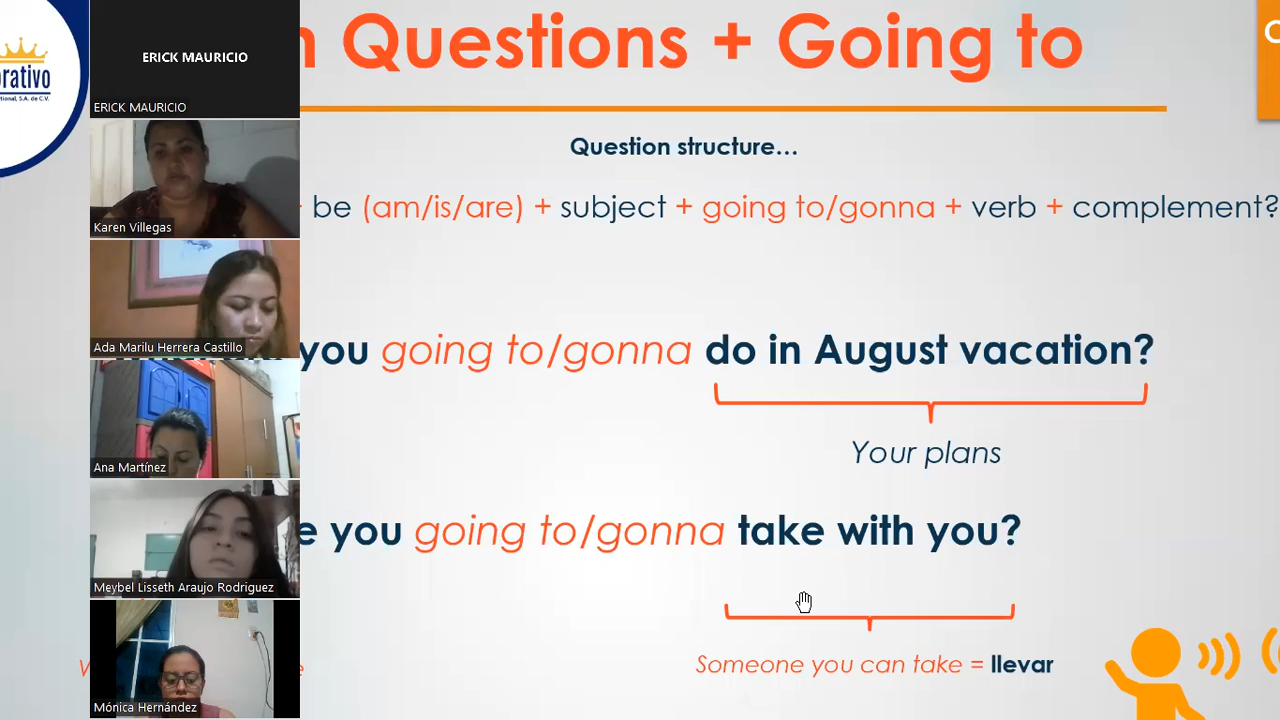 ERICK MAURICIO
ERICK MAURICIO
Karen Villegas
Ada Marilu Herrera Castillo
Ana Martínez
Meybel Lisseth Araujo Rodriguez
Mónica Hernández
Questions + Going to
Question structure...
be (am/is/are) + subject + going to/gonna + verb + complement?
you going to/gonna do in August vacation?
Your plans
you going to/gonna take with you?
Someone you can take = llevar